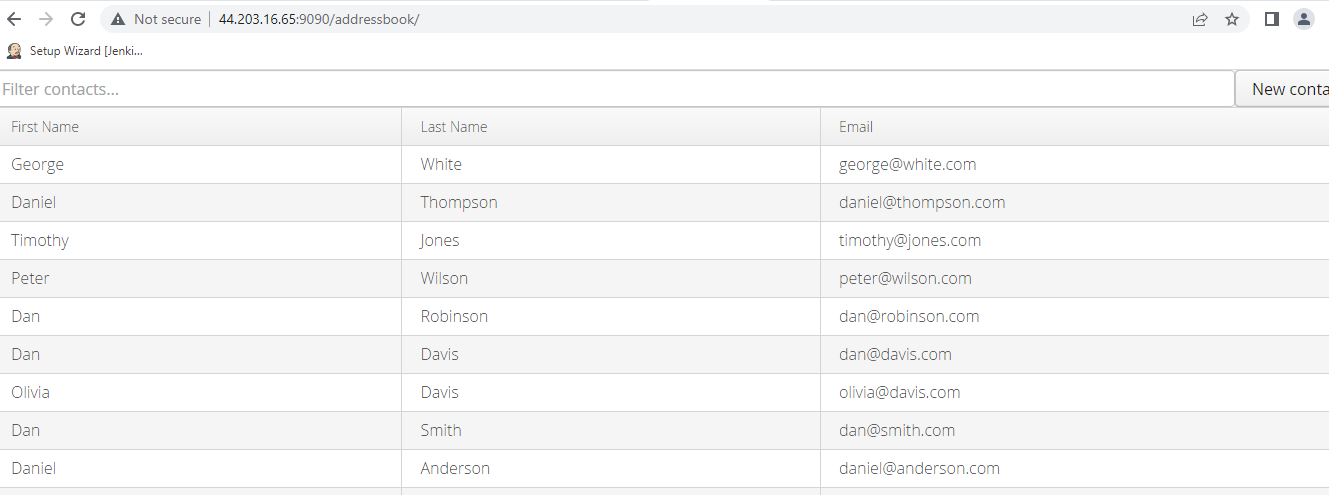 Not secure 44.203.16.65:9090/addressbook/
Setup Wizard [Jenki...
Filter contacts... New conta
First Name Last Name Email
George White george@white.com
Daniel Thompson daniel@thompson.com
Timothy Jones timothy@jones.com
Peter Wilson peter@wilson.com
Dan Robinson dan@robinson.com
Dan Davis dan@davis.com
Olivia Davis olivia@davis.com
Dan Smith dan@smith.com
Daniel Anderson daniel@anderson.com